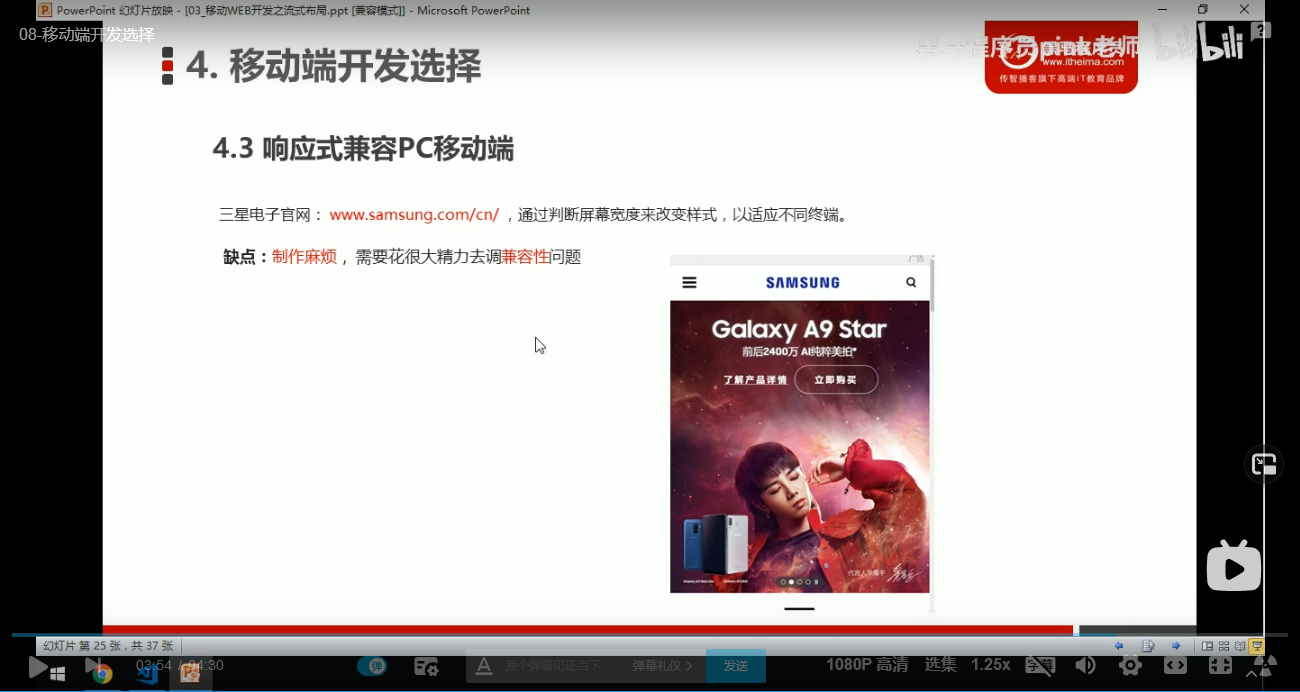 PowerPoint 幻灯片放映 - [03_移动WEB开发之流式布局.ppt [兼容模式]] - Microsoft PowerPoint
08-移动端开发选择
4. 移动端开发选择
程序员pink老师
bilibili
www.itheima.com
传智播客旗下高端IT教育品牌
4.3 响应式兼容PC移动端
三星电子官网： www.samsung.com/cn/ ，通过判断屏幕宽度来改变样式，以适应不同终端。
缺点：制作麻烦 ，需要花很大精力去调兼容性问题
广告
SAMSUNG
Galaxy A9 Star
前后2400万 AI纯粹美拍*
了解产品详情 立即购买
幻灯片 第 25 张，共 37 张
03:54 / 04:30
弹
发个弹幕见证当下
弹幕礼仪 >
发送
1080P 高清
选集
1.25x
字幕